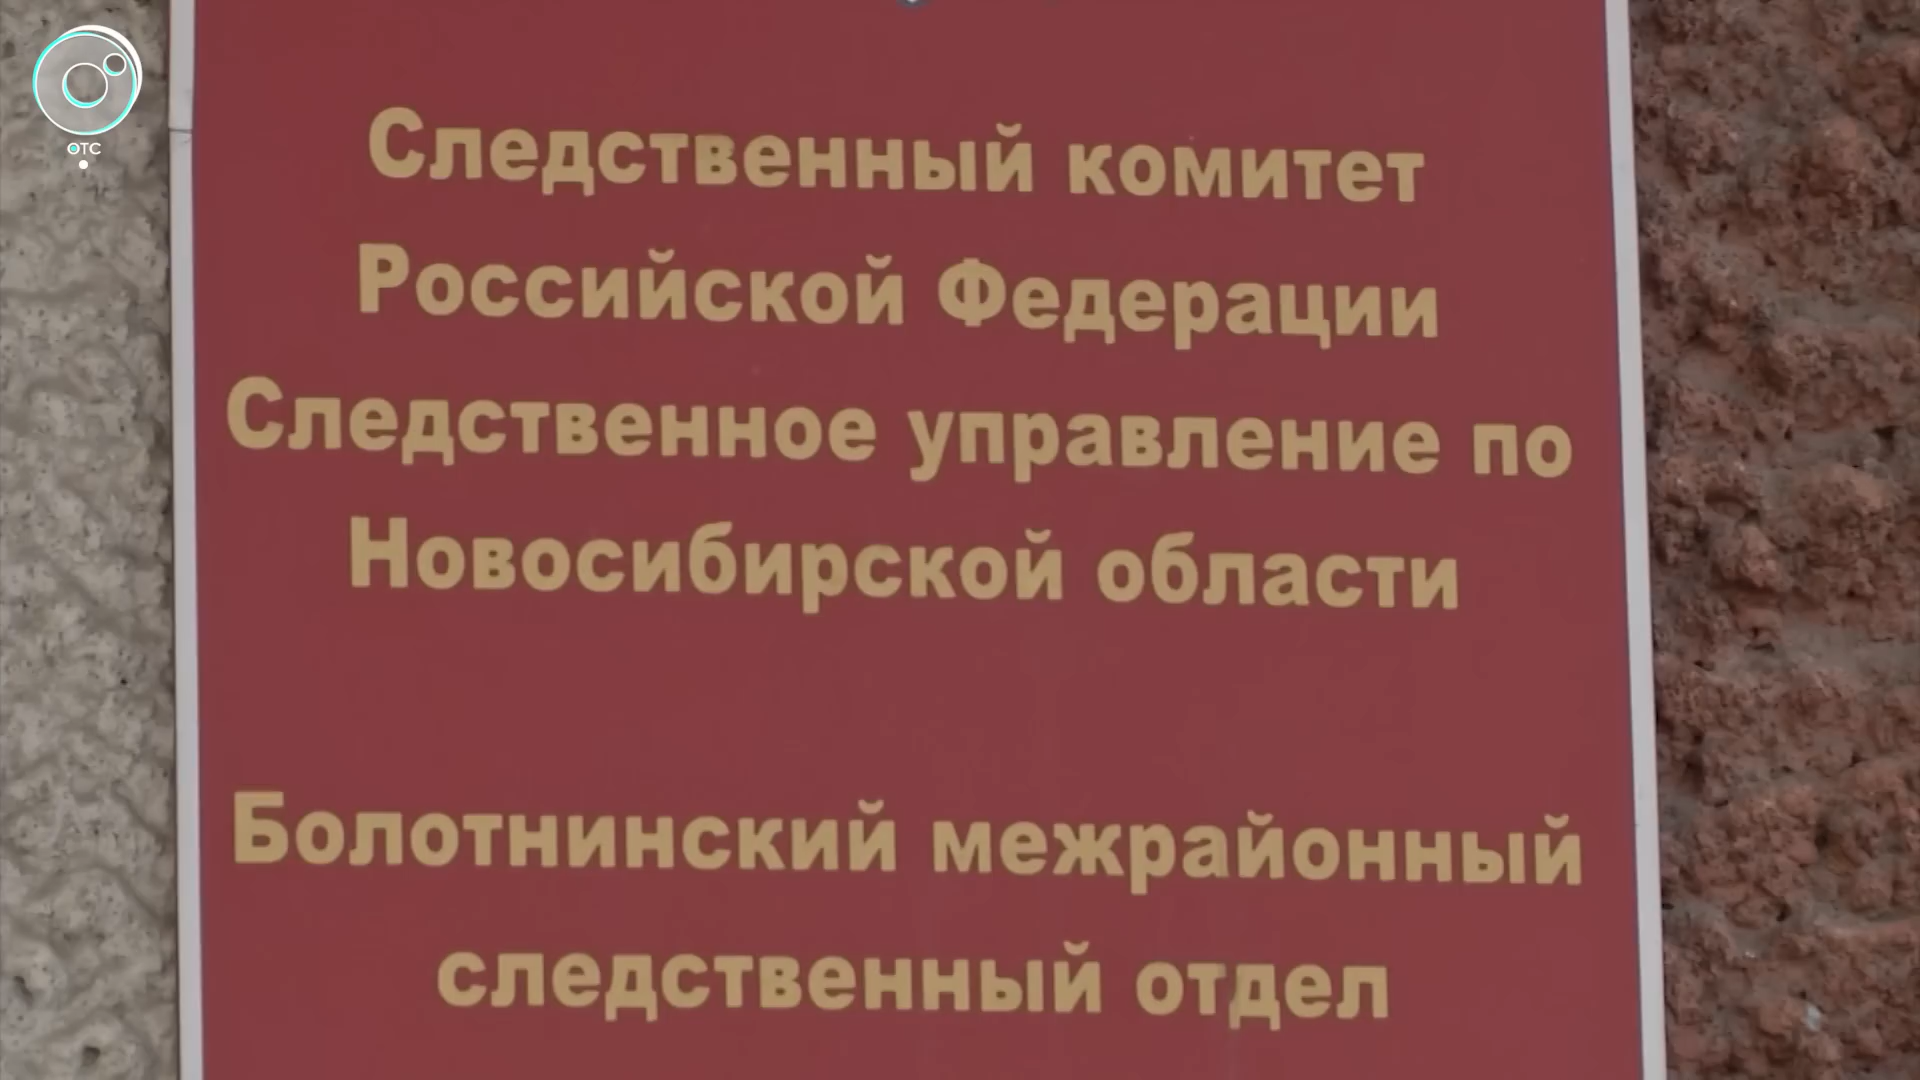 ОТС
Следственный комитет
Российской Федерации
Следственное управление по
Новосибирской области
Болотнинский межрайонный
следственный отдел